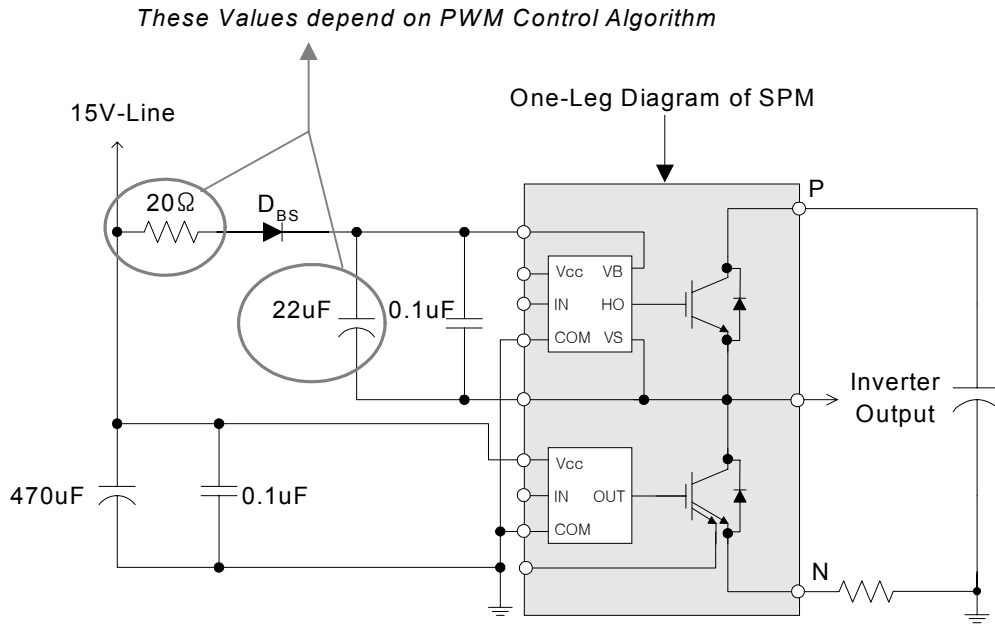 These Values depend on PWM Control Algorithm
One-Leg Diagram of SPM
15V-Line
P
20Ω
DBS
Vcc
VB
IN
HO
COM
VS
22uF
0.1uF
Inverter
Output
Vcc
IN
OUT
COM
470uF
0.1uF
N